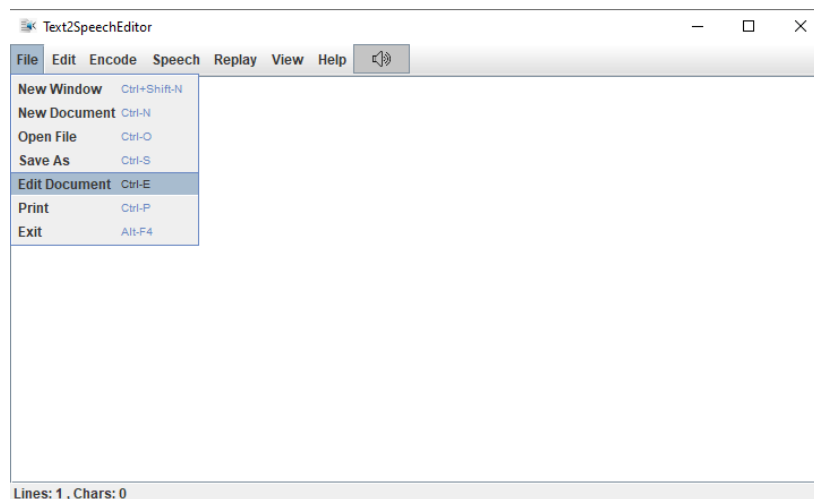 Text2SpeechEditor
File Edit Encode Speech Replay View Help
New Window Ctrl+Shift-N
New Document Ctrl-N
Open File Ctrl-O
Save As Ctrl-S
Edit Document Ctrl-E
Print Ctrl-P
Exit Alt-F4
Lines: 1 , Chars: 0